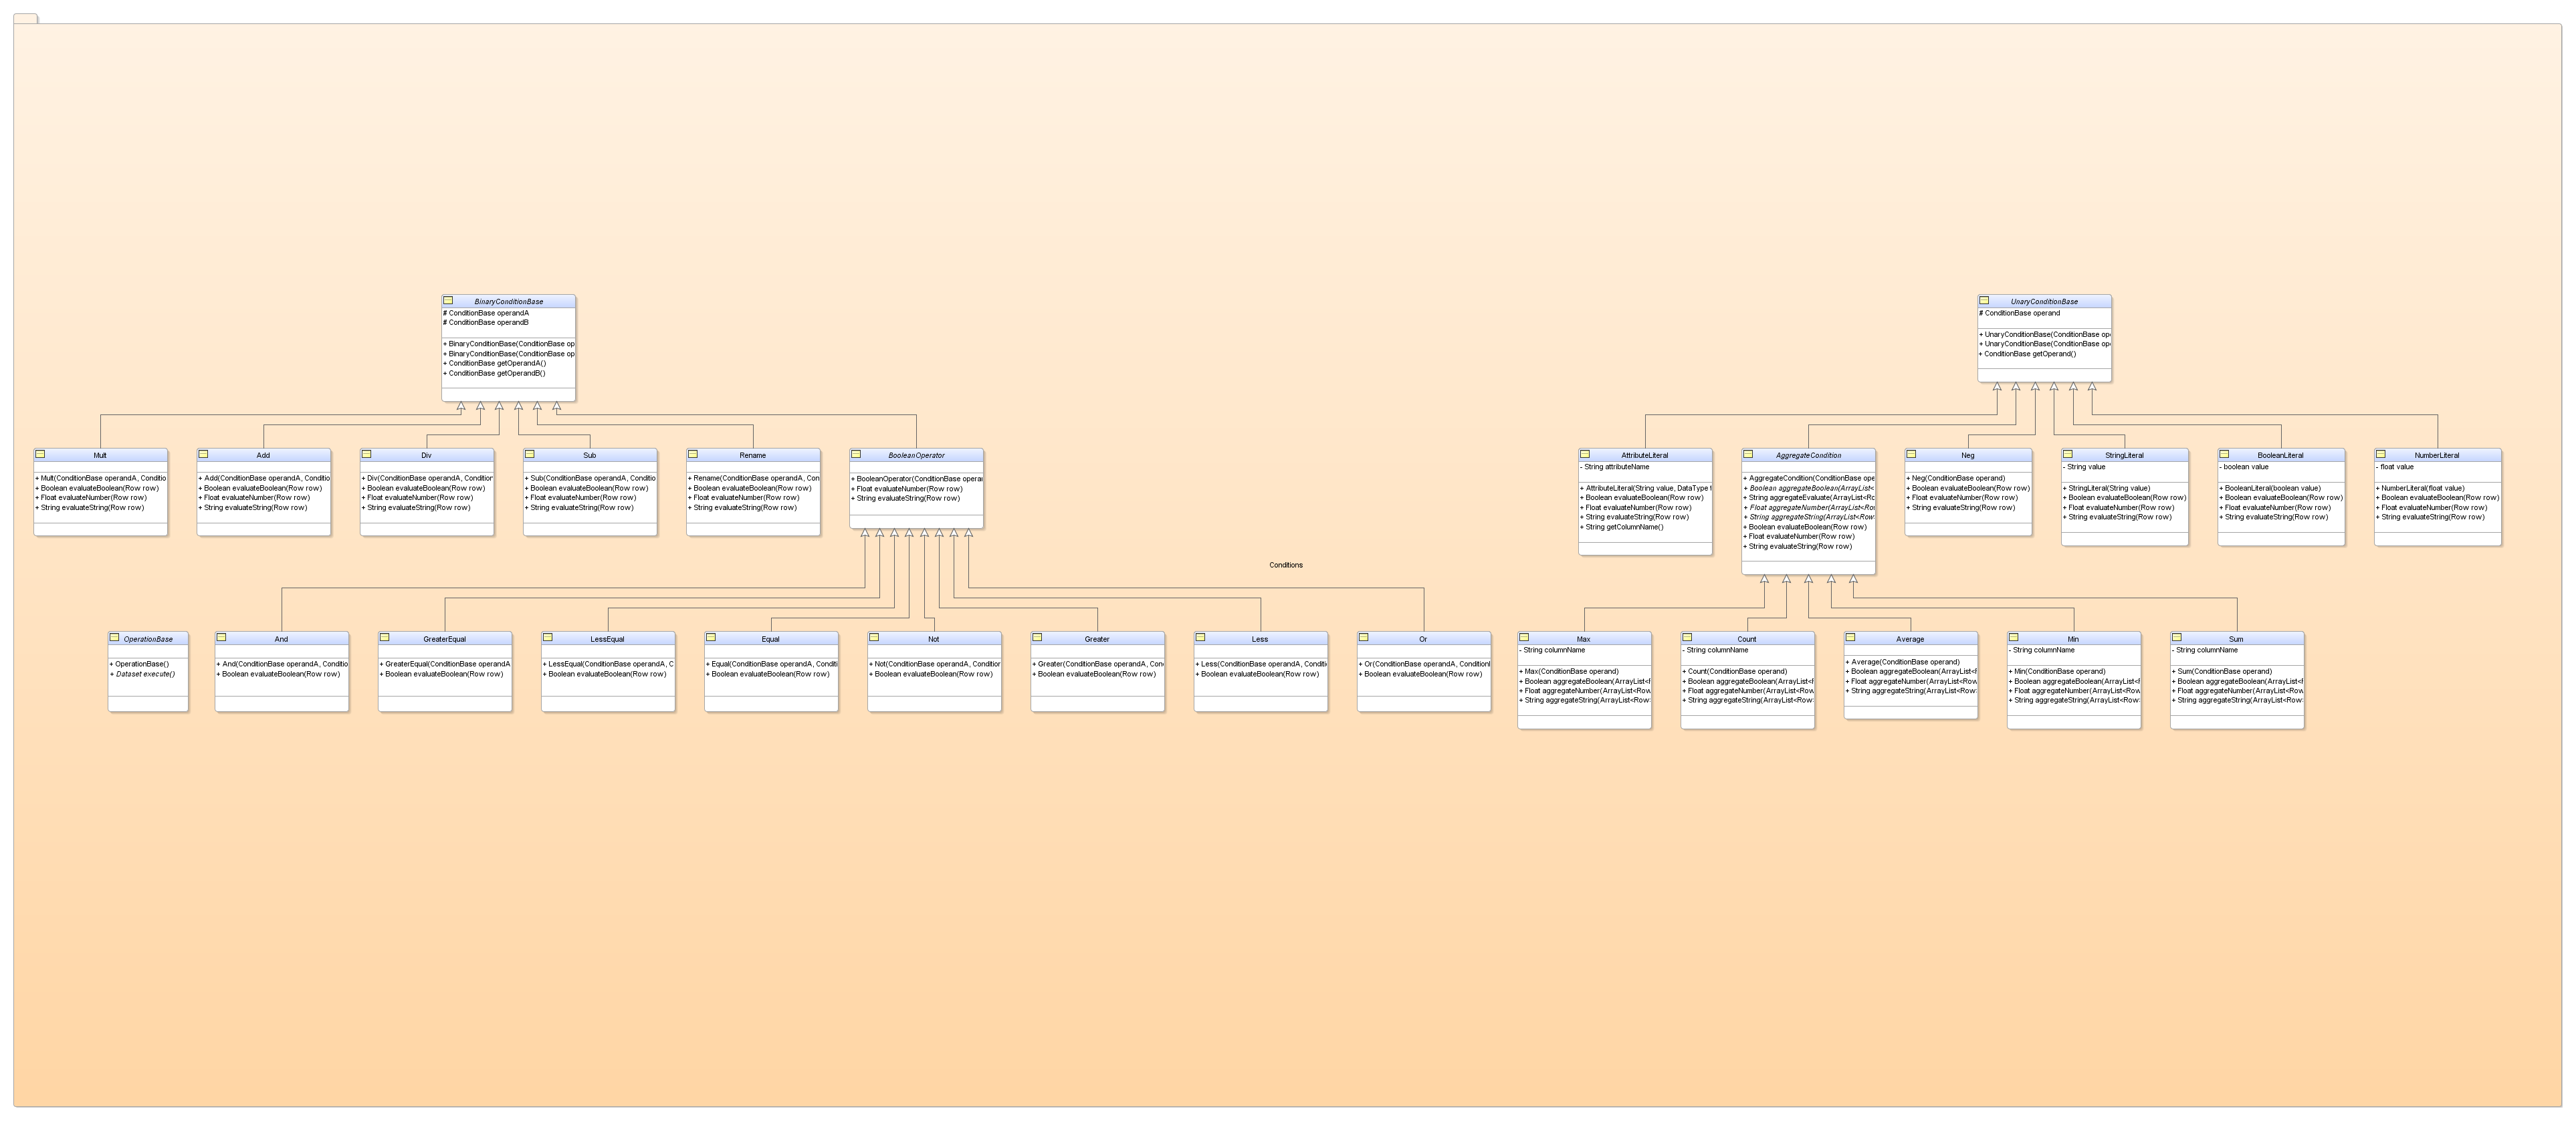 BinaryConditionBase
# ConditionBase operandA
# ConditionBase operandB
+ BinaryConditionBase(ConditionBase op
+ BinaryConditionBase(ConditionBase op
+ ConditionBase getOperandA()
+ ConditionBase getOperandB()
UnaryConditionBase
# ConditionBase operand
+ UnaryConditionBase(ConditionBase op
+ UnaryConditionBase(ConditionBase op
+ ConditionBase getOperand()
Mult
+ Mult(ConditionBase operandA, Conditio
+ Boolean evaluateBoolean(Row row)
+ Float evaluateNumber(Row row)
+ String evaluateString(Row row)
Add
+ Add(ConditionBase operandA, Conditio
+ Boolean evaluateBoolean(Row row)
+ Float evaluateNumber(Row row)
+ String evaluateString(Row row)
Div
+ Div(ConditionBase operandA, Condition
+ Boolean evaluateBoolean(Row row)
+ Float evaluateNumber(Row row)
+ String evaluateString(Row row)
Sub
+ Sub(ConditionBase operandA, Conditio
+ Boolean evaluateBoolean(Row row)
+ Float evaluateNumber(Row row)
+ String evaluateString(Row row)
Rename
+ Rename(ConditionBase operandA, Con
+ Boolean evaluateBoolean(Row row)
+ Float evaluateNumber(Row row)
+ String evaluateString(Row row)
BooleanOperator
+ BooleanOperator(ConditionBase opera
+ Float evaluateNumber(Row row)
+ String evaluateString(Row row)
AttributeLiteral
- String attributeName
+ AttributeLiteral(String value, DataType
+ Boolean evaluateBoolean(Row row)
+ Float evaluateNumber(Row row)
+ String evaluateString(Row row)
+ String getColumnName()
AggregateCondition
+ AggregateCondition(ConditionBase ope
+ Boolean aggregateBoolean(ArrayList<
+ String aggregateEvaluate(ArrayList<Ro
+ Float aggregateNumber(ArrayList<Ro
+ String aggregateString(ArrayList<Row
+ Boolean evaluateBoolean(Row row)
+ Float evaluateNumber(Row row)
+ String evaluateString(Row row)
Neg
+ Neg(ConditionBase operand)
+ Boolean evaluateBoolean(Row row)
+ Float evaluateNumber(Row row)
+ String evaluateString(Row row)
StringLiteral
- String value
+ StringLiteral(String value)
+ Boolean evaluateBoolean(Row row)
+ Float evaluateNumber(Row row)
+ String evaluateString(Row row)
BooleanLiteral
- boolean value
+ BooleanLiteral(boolean value)
+ Boolean evaluateBoolean(Row row)
+ Float evaluateNumber(Row row)
+ String evaluateString(Row row)
NumberLiteral
- float value
+ NumberLiteral(float value)
+ Boolean evaluateBoolean(Row row)
+ Float evaluateNumber(Row row)
+ String evaluateString(Row row)
Conditions
OperationBase
+ OperationBase()
+ Dataset execute()
And
+ And(ConditionBase operandA, Conditio
+ Boolean evaluateBoolean(Row row)
GreaterEqual
+ GreaterEqual(ConditionBase operandA
+ Boolean evaluateBoolean(Row row)
LessEqual
+ LessEqual(ConditionBase operandA, C
+ Boolean evaluateBoolean(Row row)
Equal
+ Equal(ConditionBase operandA, Conditi
+ Boolean evaluateBoolean(Row row)
Not
+ Not(ConditionBase operandA, Condition
+ Boolean evaluateBoolean(Row row)
Greater
+ Greater(ConditionBase operandA, Con
+ Boolean evaluateBoolean(Row row)
Less
+ Less(ConditionBase operandA, Conditi
+ Boolean evaluateBoolean(Row row)
Or
+ Or(ConditionBase operandA, Condition
+ Boolean evaluateBoolean(Row row)
Max
- String columnName
+ Max(ConditionBase operand)
+ Boolean aggregateBoolean(ArrayList<
+ Float aggregateNumber(ArrayList<Row
+ String aggregateString(ArrayList<Row
Count
- String columnName
+ Count(ConditionBase operand)
+ Boolean aggregateBoolean(ArrayList<
+ Float aggregateNumber(ArrayList<Row
+ String aggregateString(ArrayList<Row
Average
+ Average(ConditionBase operand)
+ Boolean aggregateBoolean(ArrayList<
+ Float aggregateNumber(ArrayList<Row
+ String aggregateString(ArrayList<Row
Min
- String columnName
+ Min(ConditionBase operand)
+ Boolean aggregateBoolean(ArrayList<
+ Float aggregateNumber(ArrayList<Row
+ String aggregateString(ArrayList<Row
Sum
- String columnName
+ Sum(ConditionBase operand)
+ Boolean aggregateBoolean(ArrayList<
+ Float aggregateNumber(ArrayList<Row
+ String aggregateString(ArrayList<Row